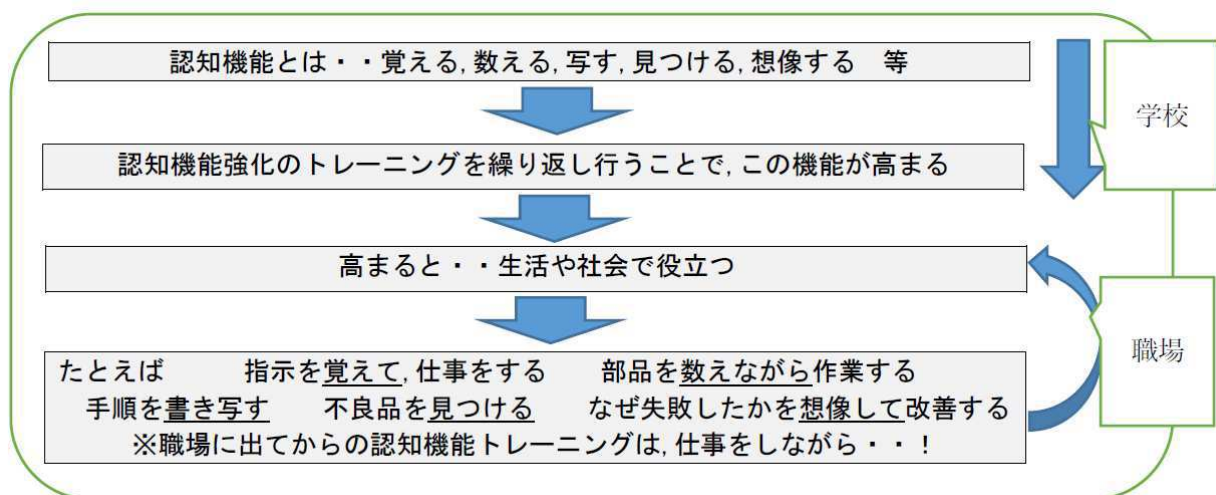 認知機能とは・・覚える,数える,写す,見つける,想像する　等
学校
認知機能強化のトレーニングを繰り返し行うことで,この機能が高まる
高まると・・生活や社会で役立つ
職場
たとえば　指示を覚えて,仕事をする　部品を数えながら作業する
手順を書き写す　不良品を見つける　なぜ失敗したかを想像して改善する
※職場に出てからの認知機能トレーニングは,仕事をしながら・・！